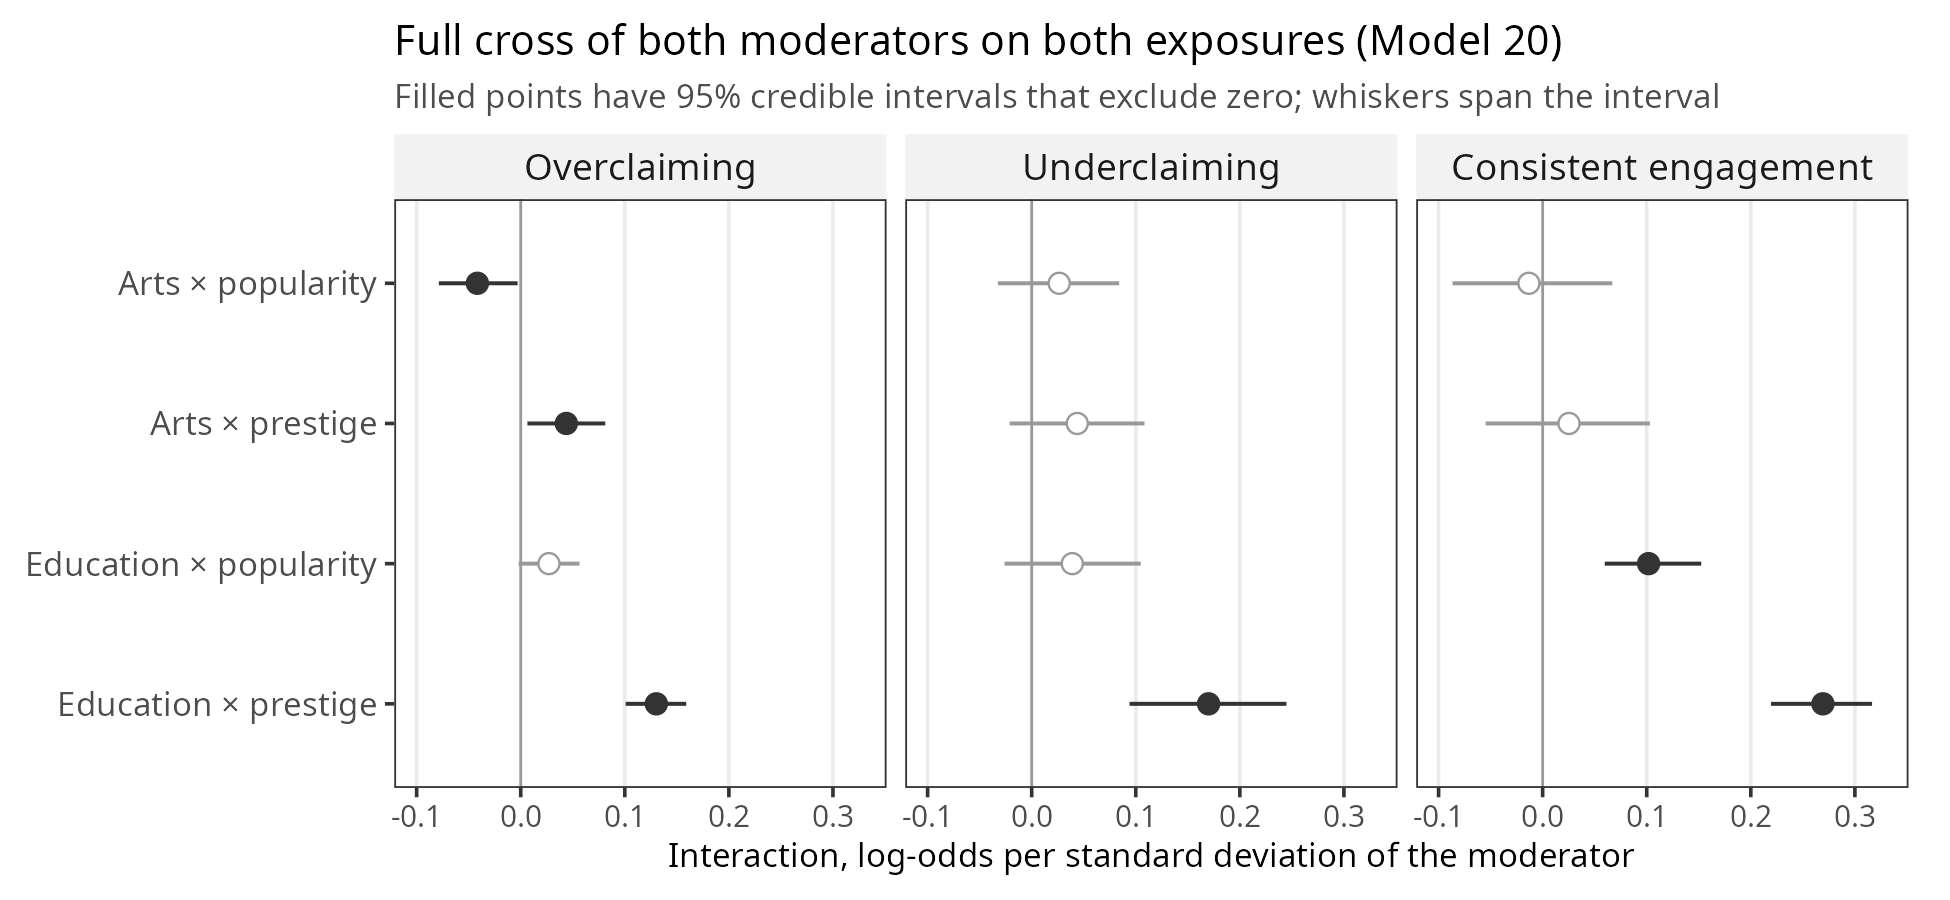 Full cross of both moderators on both exposures (Model 20)
Filled points have 95% credible intervals that exclude zero; whiskers span the interval
Overclaiming
Underclaiming
Consistent engagement
Arts × popularity
Arts × prestige
Education × popularity
Education × prestige
-0.1 0.0 0.1 0.2 0.3
-0.1 0.0 0.1 0.2 0.3
-0.1 0.0 0.1 0.2 0.3
Interaction, log-odds per standard deviation of the moderator